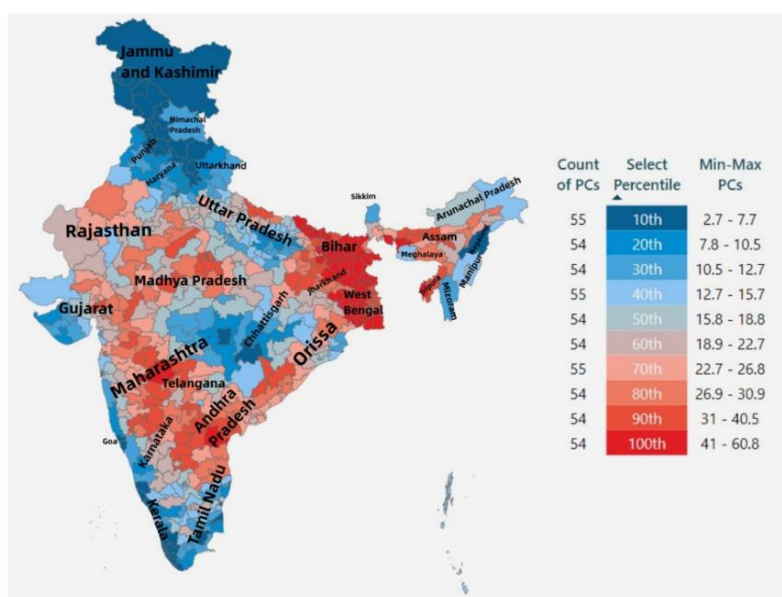 Jammu
and Kashimir
Himachal
Pradesh
Punjab
Haryana
Uttarkhand
Sikkim
Arunachal Pradesh
Uttar Pradesh
Rajasthan
Bihar
Assam
Meghalaya
Manipur
Madhya Pradesh
Jharkhand
Tripura
Mizoram
West
Bengal
Gujarat
Chhattisgarh
Orissa
Maharashtra
Telangana
Andhra
Pradesh
Goa
Karnataka
Kerala
Tamil Nadu
Count of PCs Select Percentile Min-Max PCs
55 10th 2.7 - 7.7
54 20th 7.8 - 10.5
54 30th 10.5 - 12.7
55 40th 12.7 - 15.7
54 50th 15.8 - 18.8
54 60th 18.9 - 22.7
55 70th 22.7 - 26.8
54 80th 26.9 - 30.9
54 90th 31 - 40.5
54 100th 41 - 60.8